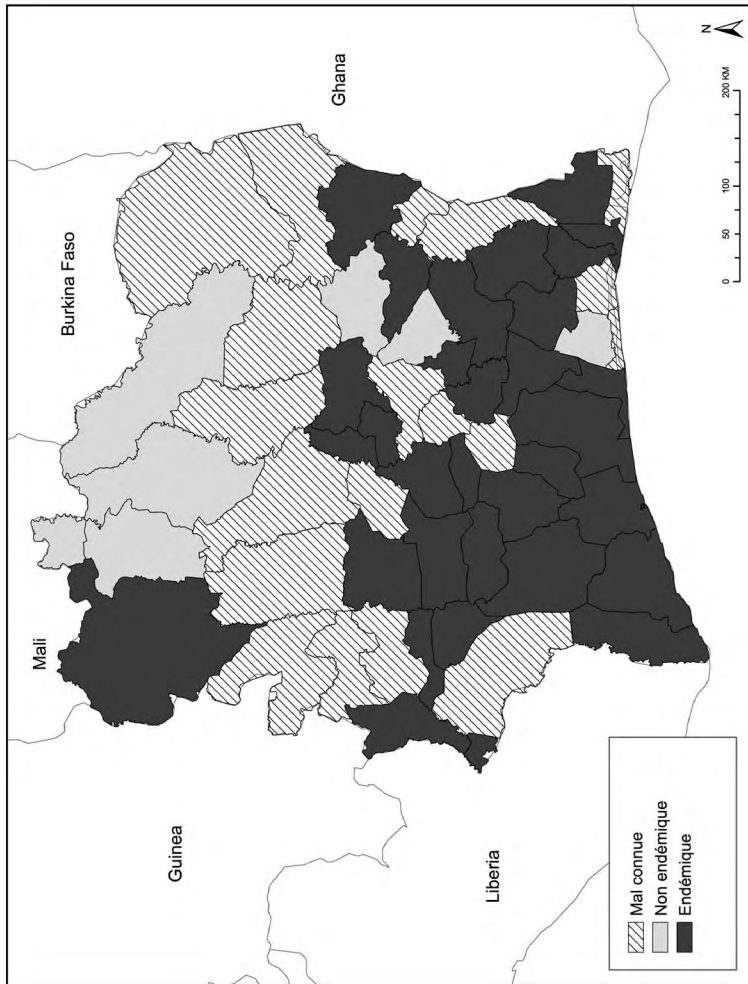 Mali
Burkina Faso
Guinea
Ghana
Liberia
Mal connue
Non endémique
Endémique
0 50 100 200 KM
N